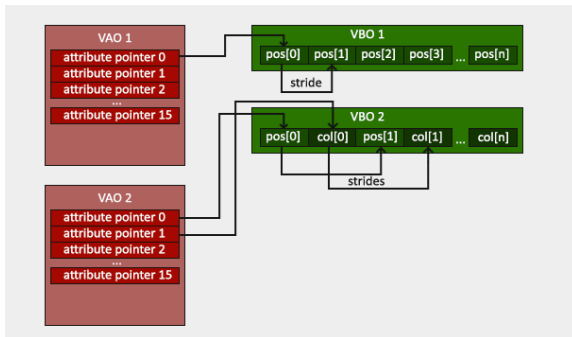 VAO 1
attribute pointer 0
attribute pointer 1
attribute pointer 2
...
attribute pointer 15
VBO 1
pos[0] pos[1] pos[2] pos[3] ... pos[n]
stride
VBO 2
pos[0] col[0] pos[1] col[1] ... col[n]
strides
VAO 2
attribute pointer 0
attribute pointer 1
attribute pointer 2
...
attribute pointer 15